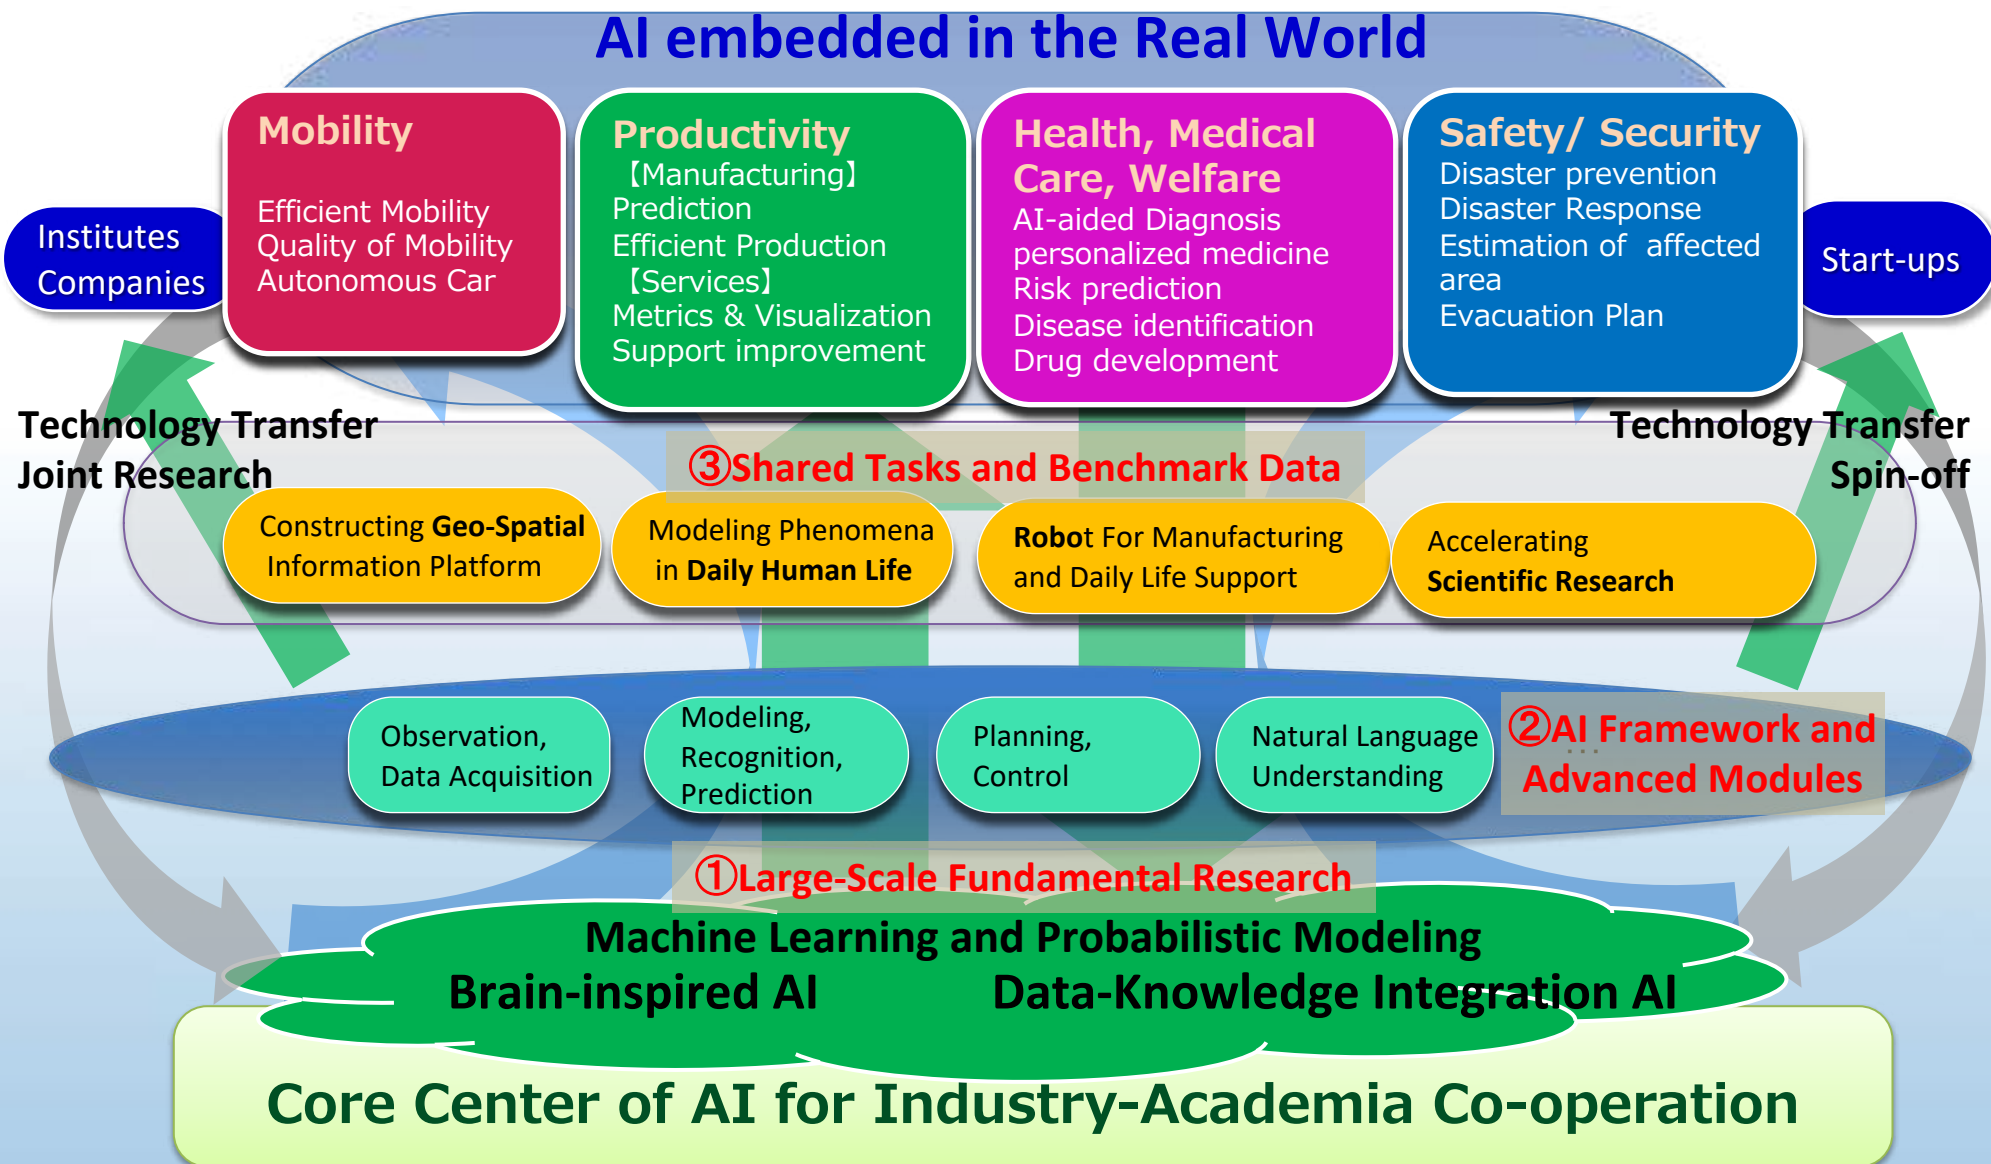 AI embedded in the Real World
Mobility
Efficient Mobility
Quality of Mobility
Autonomous Car
Productivity
【Manufacturing】
Prediction
Efficient Production
【Services】
Metrics & Visualization
Support improvement
Health, Medical
Care, Welfare
AI-aided Diagnosis
personalized medicine
Risk prediction
Disease identification
Drug development
Safety/ Security
Disaster prevention
Disaster Response
Estimation of affected
area
Evacuation Plan
Institutes
Companies
Start-ups
Technology Transfer
Joint Research
Technology Transfer
Spin-off
③Shared Tasks and Benchmark Data
Constructing Geo-Spatial
Information Platform
Modeling Phenomena
in Daily Human Life
Robot For Manufacturing
and Daily Life Support
Accelerating
Scientific Research
Observation,
Data Acquisition
Modeling,
Recognition,
Prediction
Planning,
Control
Natural Language
Understanding
…
②AI Framework and
Advanced Modules
①Large-Scale Fundamental Research
Machine Learning and Probabilistic Modeling
Brain-inspired AI
Data-Knowledge Integration AI
Core Center of AI for Industry-Academia Co-operation